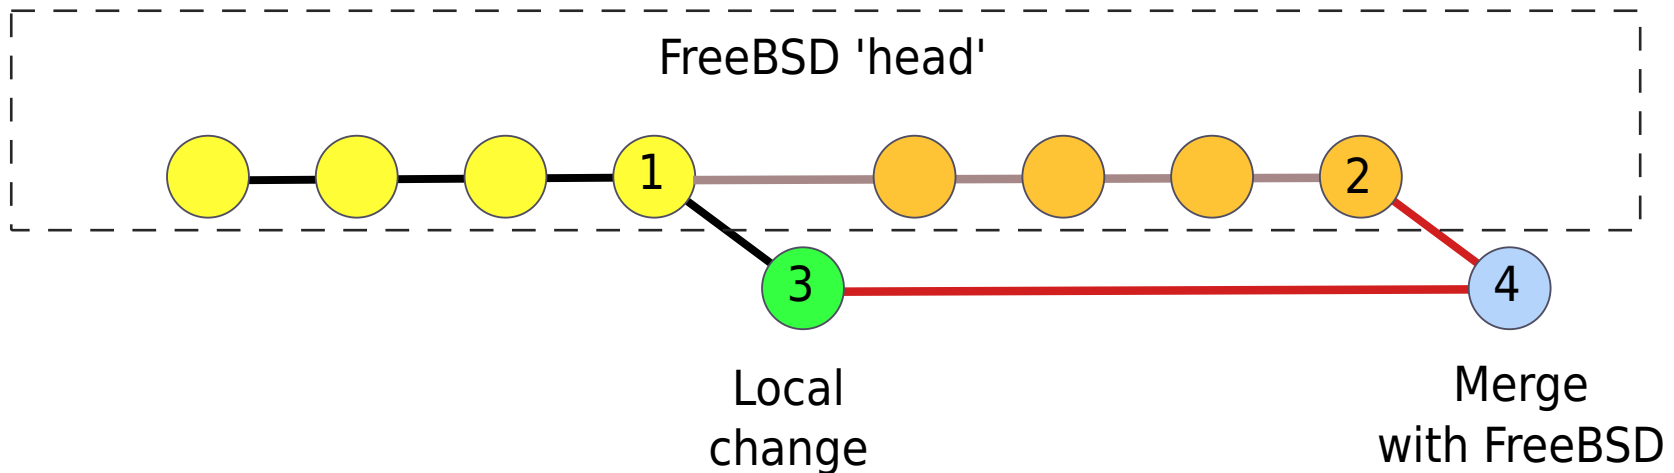 FreeBSD 'head'
1
2
3
4
Local
change
Merge
with FreeBSD